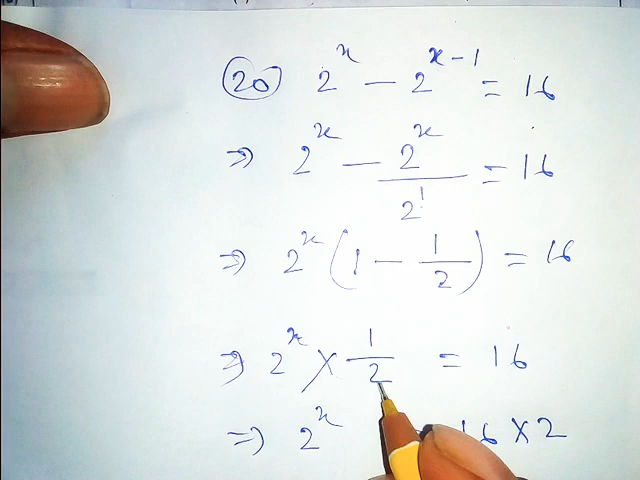 (20) 2^x - 2^(x-1) = 16
⇒ 2^x - 2^x/2^1 = 16
⇒ 2^x (1 - 1/2) = 16
⇒ 2^x × 1/2 = 16
⇒ 2^x 16 × 2